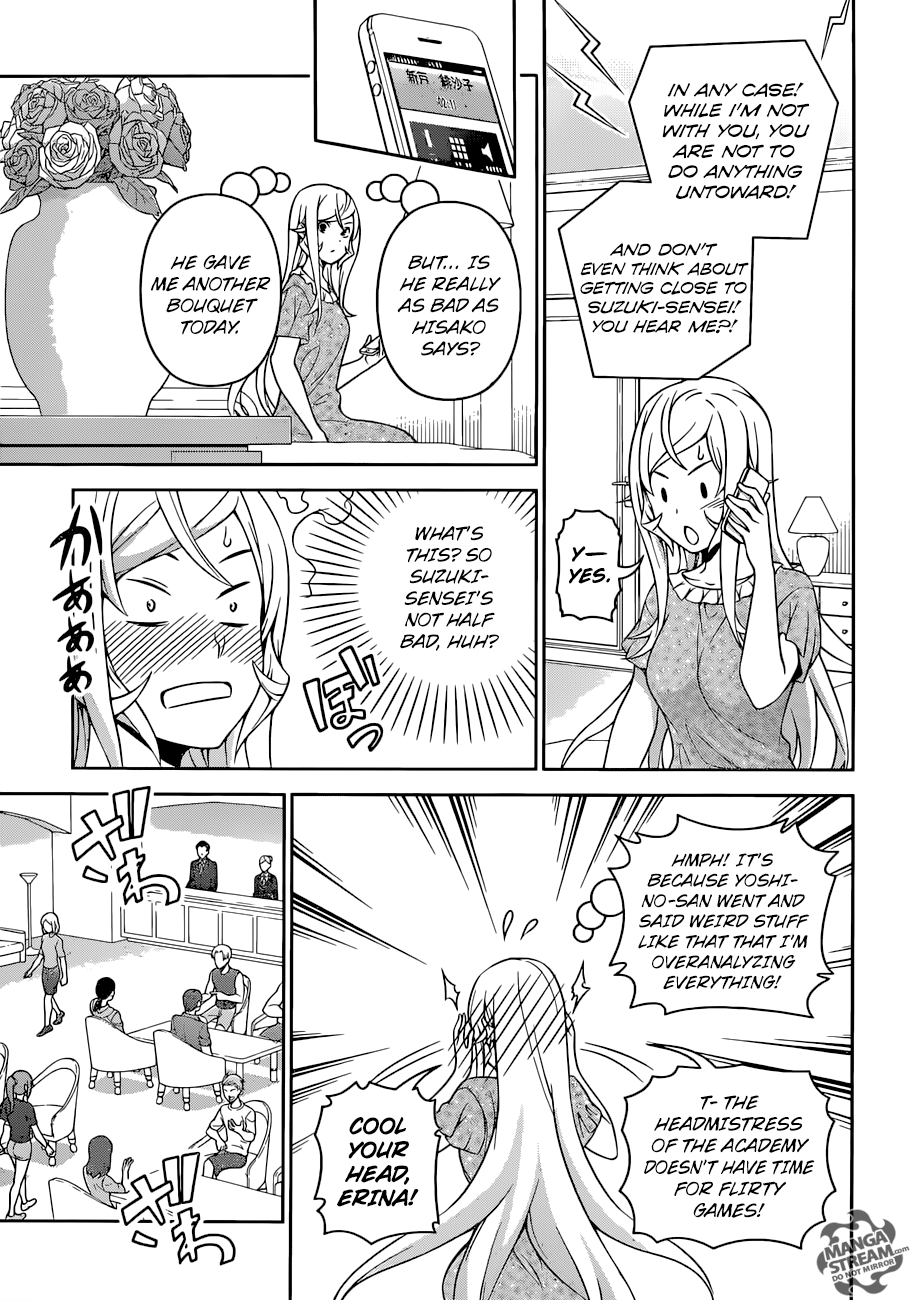 IN ANY CASE!
WHILE I'M NOT
WITH YOU, YOU
ARE NOT TO
DO ANYTHING
UNTOWARD!
AND DON'T
EVEN THINK ABOUT
GETTING CLOSE TO
SUZUKI-SENSEI!
YOU HEAR ME?!
Y—
YES.
新戸 緋沙子
02:11
BUT... IS
HE REALLY
AS BAD AS
HISAKO
SAYS?
HE GAVE
ME ANOTHER
BOUQUET
TODAY.
WHAT'S
THIS? SO
SUZUKI-
SENSEI'S
NOT HALF
BAD, HUH?
ぼっ
かあああ
HMPH! IT'S
BECAUSE YOSHI-
NO-SAN WENT AND
SAID WEIRD STUFF
LIKE THAT THAT I'M
OVERANALYZING
EVERYTHING!
T- THE
HEADMISTRESS
OF THE ACADEMY
DOESN'T HAVE TIME
FOR FLIRTY
GAMES!
COOL
YOUR
HEAD,
ERINA!
ざわ
ざわ
MANGA
STREAM.com
DO NOT MIRROR